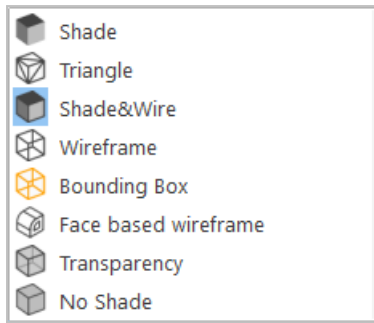 Shade
Triangle
Shade&Wire
Wireframe
Bounding Box
Face based wireframe
Transparency
No Shade